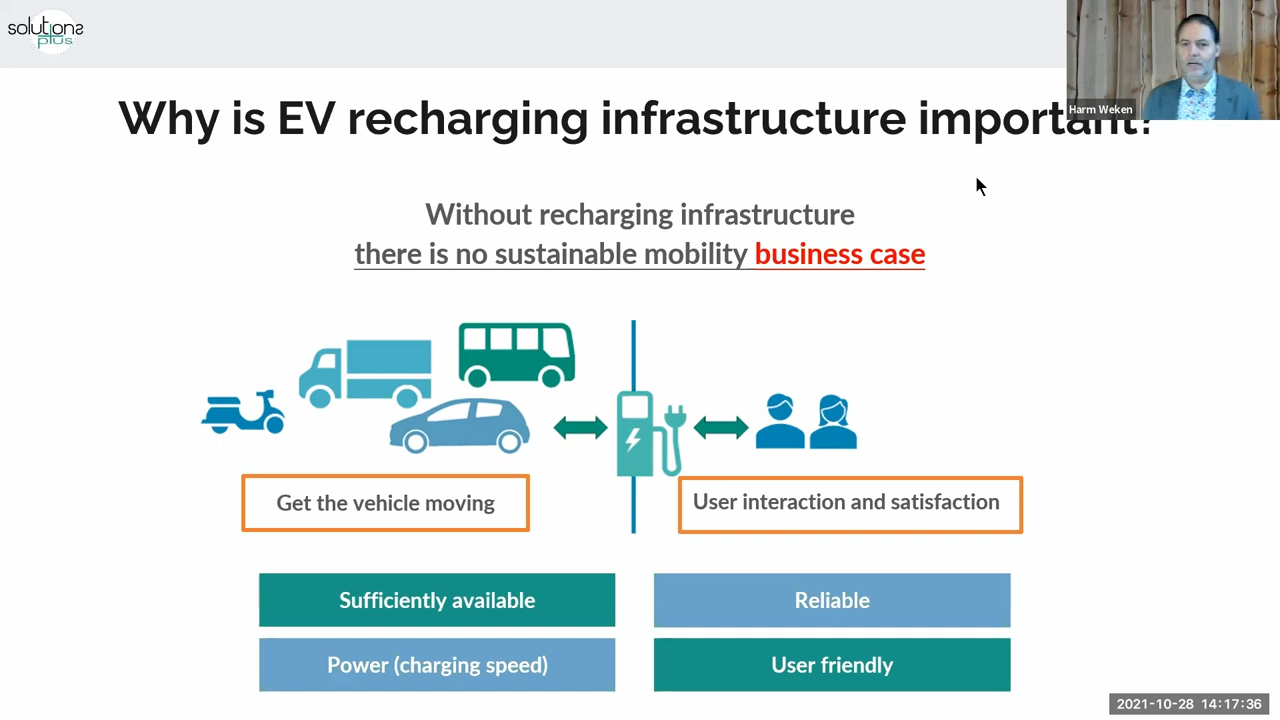 solutions
plus
Harm Weken
Why is EV recharging infrastructure important?
Without recharging infrastructure
there is no sustainable mobility business case
Get the vehicle moving
User interaction and satisfaction
Sufficiently available
Reliable
Power (charging speed)
User friendly
2021-10-28 14:17:36